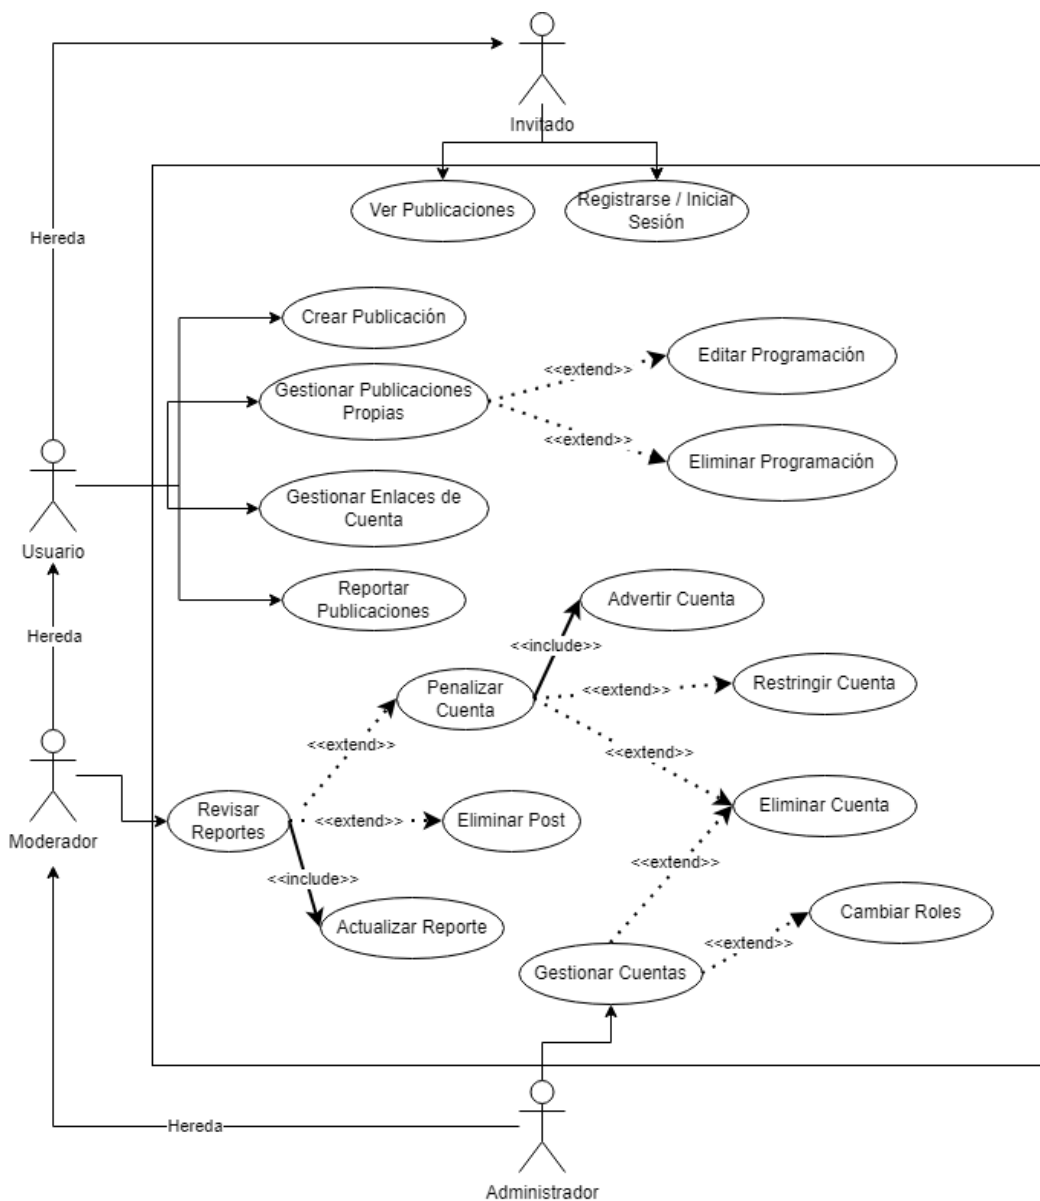 Invitado
Ver Publicaciones
Registrarse / Iniciar
Sesión
Hereda
Crear Publicación
Gestionar Publicaciones
Propias
<<extend>>
Editar Programación
<<extend>>
Eliminar Programación
Gestionar Enlaces de
Cuenta
Usuario
Reportar
Publicaciones
Advertir Cuenta
Hereda
<<include>>
Penalizar
Cuenta
<<extend>>
Restringir Cuenta
<<extend>>
<<extend>>
Revisar
Reportes
<<extend>>
Eliminar Post
Eliminar Cuenta
Moderador
<<include>>
<<extend>>
Actualizar Reporte
Cambiar Roles
<<extend>>
Gestionar Cuentas
Hereda
Administrador